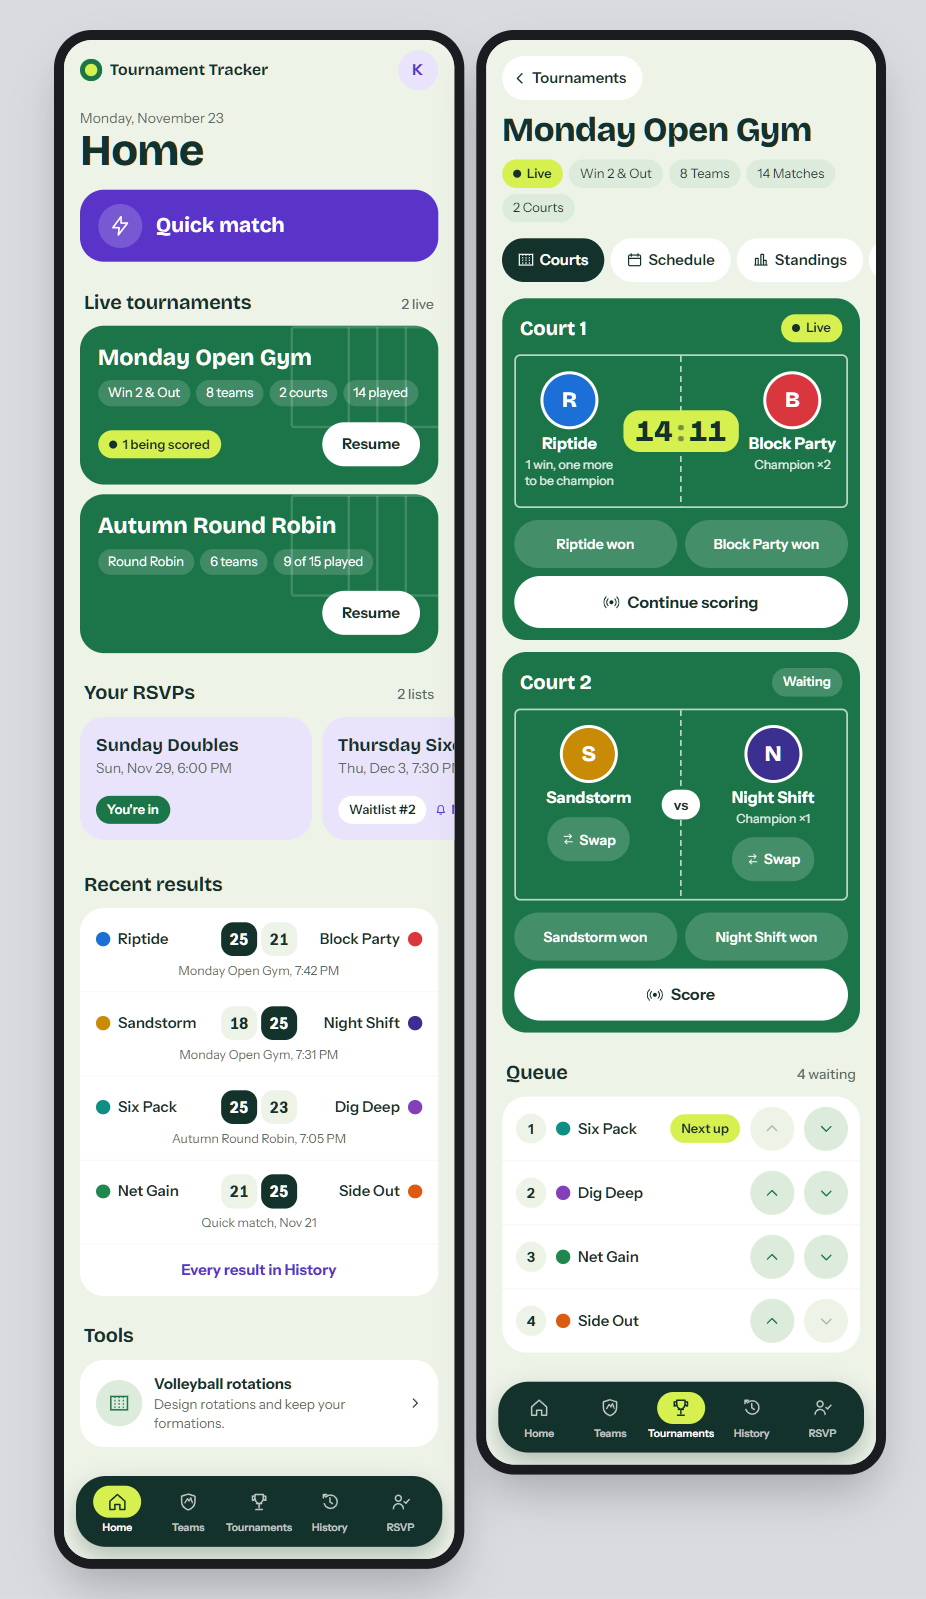 Tournament Tracker
K
Monday, November 23
Home
Quick match
Live tournaments
2 live
Monday Open Gym
Win 2 & Out
8 teams
2 courts
14 played
1 being scored
Resume
Autumn Round Robin
Round Robin
6 teams
9 of 15 played
Resume
Your RSVPs
2 lists
Sunday Doubles
Sun, Nov 29, 6:00 PM
You're in
Thursday Six
Thu, Dec 3, 7:30 P
Waitlist #2
Recent results
Riptide
25
21
Block Party
Monday Open Gym, 7:42 PM
Sandstorm
18
25
Night Shift
Monday Open Gym, 7:31 PM
Six Pack
25
23
Dig Deep
Autumn Round Robin, 7:05 PM
Net Gain
21
25
Side Out
Quick match, Nov 21
Every result in History
Tools
Volleyball rotations
Design rotations and keep your
formations.
Home
Teams
Tournaments
History
RSVP
Tournaments
Monday Open Gym
Live
Win 2 & Out
8 Teams
14 Matches
2 Courts
Courts
Schedule
Standings
Court 1
Live
R
14:11
B
Riptide
Block Party
1 win, one more
to be champion
Champion ×2
Riptide won
Block Party won
Continue scoring
Court 2
Waiting
S
N
Sandstorm
vs
Night Shift
Champion ×1
Swap
Swap
Sandstorm won
Night Shift won
Score
Queue
4 waiting
1
Six Pack
Next up
2
Dig Deep
3
Net Gain
4
Side Out
Home
Teams
Tournaments
History
RSVP